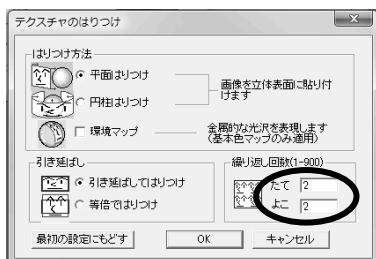 テクスチャのはりつけ
はりつけ方法
平面はりつけ
円柱はりつけ
画像を立体表面に貼り付けます
環境マップ
金属的な光沢を表現します
(基本色マップのみ適用)
引き延ばし
引き延ばしてはりつけ
等倍ではりつけ
繰り返し回数(1-900)
たて 2
よこ 2
最初の設定にもどす
OK
キャンセル